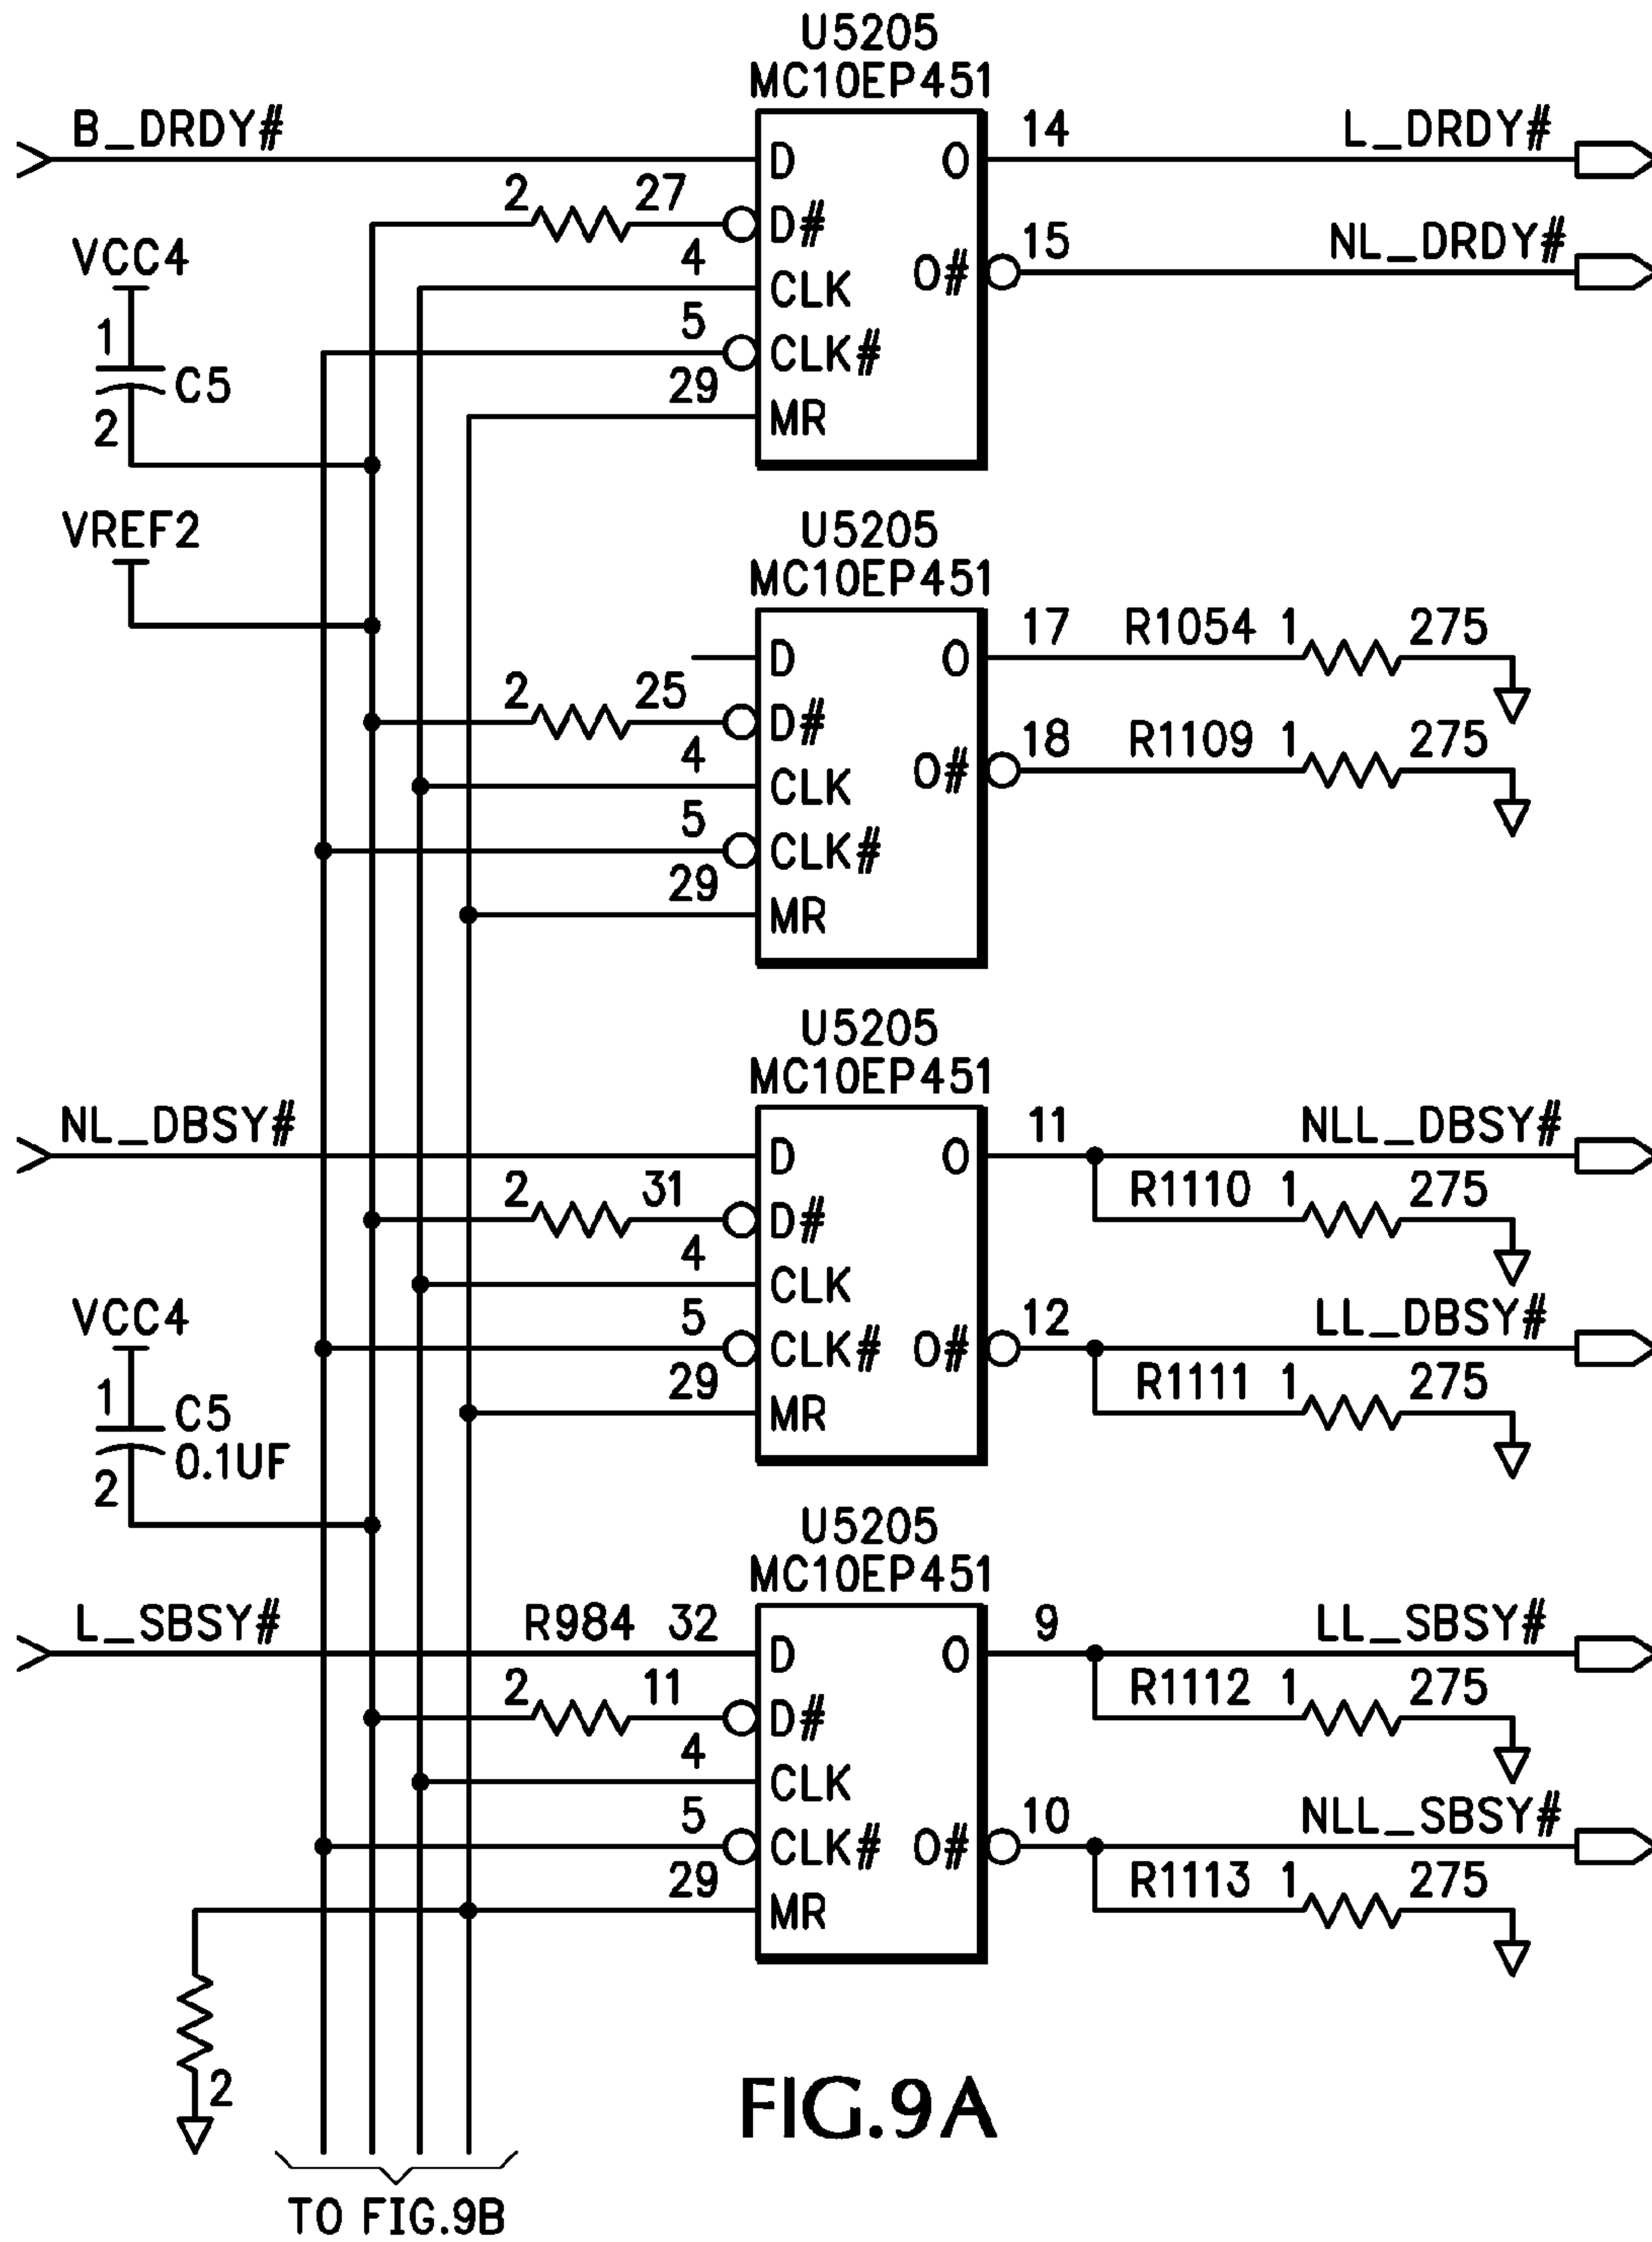 U5205
MC10EP451
B_DRDY# D O 14 L_DRDY#
2 27 D#
15 NL_DRDY#
VCC4 4 CLK O#
1 5 CLK#
C5 29
2 MR
VREF2
U5205
MC10EP451
D O 17 R1054 1 275
2 25 D#
4 CLK O# 18 R1109 1 275
5 CLK#
29 MR
U5205
MC10EP451
NL_DBSY# D O 11 NLL_DBSY#
2 31 D# R1110 1 275
4 CLK
VCC4 5 CLK# O# 12 LL_DBSY#
1 29 MR R1111 1 275
C5
0.1UF
2
U5205
MC10EP451
L_SBSY# R984 32 D O 9 LL_SBSY#
2 11 D# R1112 1 275
4 CLK
5 CLK# O# 10 NLL_SBSY#
29 MR R1113 1 275
2
FIG.9A
TO FIG.9B